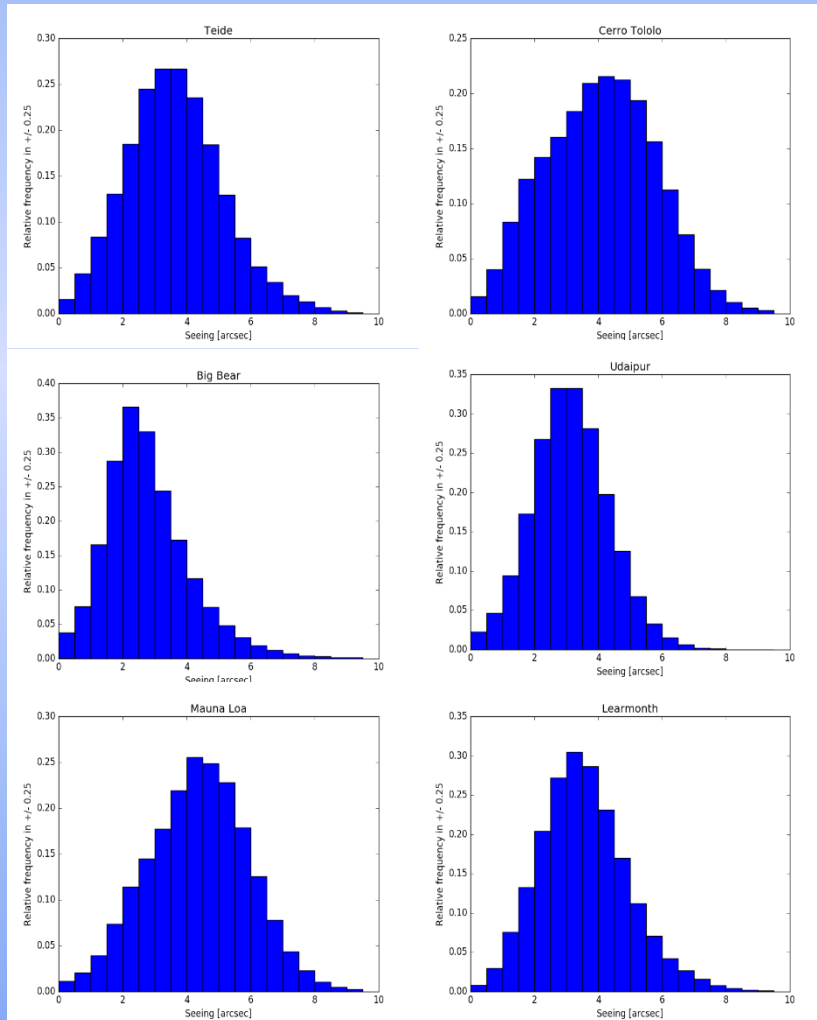 Teide
0.30
0.25
0.20
0.15
0.10
0.05
0.00
Relative frequency in +/- 0.25
0 2 4 6 8 10
Seeing [arcsec]
Cerro Tololo
0.25
0.20
0.15
0.10
0.05
0.00
Relative frequency in +/- 0.25
0 2 4 6 8 10
Seeing [arcsec]
Big Bear
0.40
0.35
0.30
0.25
0.20
0.15
0.10
0.05
0.00
Relative frequency in +/- 0.25
0 2 4 6 8 10
Seeing [arcsec]
Udaipur
0.35
0.30
0.25
0.20
0.15
0.10
0.05
0.00
Relative frequency in +/- 0.25
0 2 4 6 8 10
Seeing [arcsec]
Mauna Loa
0.30
0.25
0.20
0.15
0.10
0.05
0.00
Relative frequency in +/- 0.25
0 2 4 6 8 10
Seeing [arcsec]
Learmonth
0.35
0.30
0.25
0.20
0.15
0.10
0.05
0.00
Relative frequency in +/- 0.25
0 2 4 6 8 10
Seeing [arcsec]